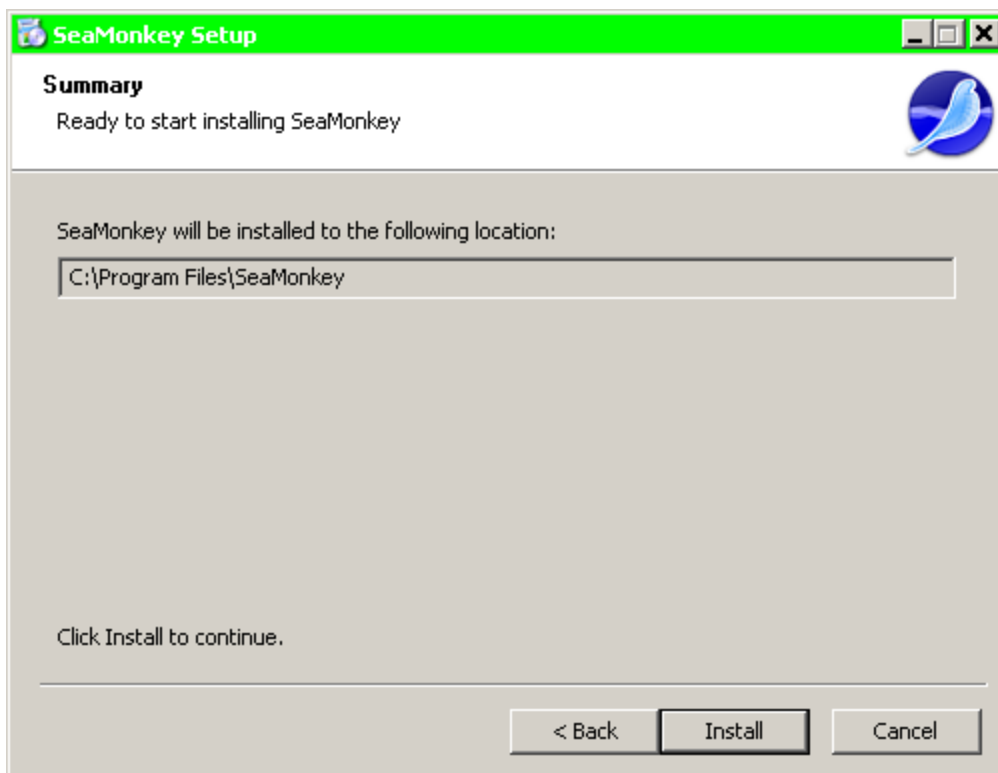 SeaMonkey Setup
Summary
Ready to start installing SeaMonkey
SeaMonkey will be installed to the following location:
C:\Program Files\SeaMonkey
Click Install to continue.
< Back Install Cancel